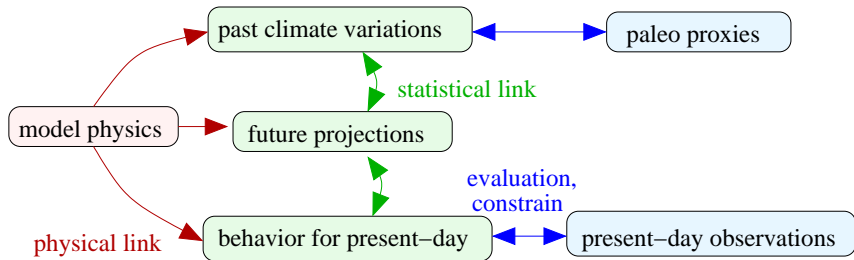 past climate variations
paleo proxies
statistical link
model physics
future projections
evaluation,
constrain
physical link
behavior for present−day
present−day observations